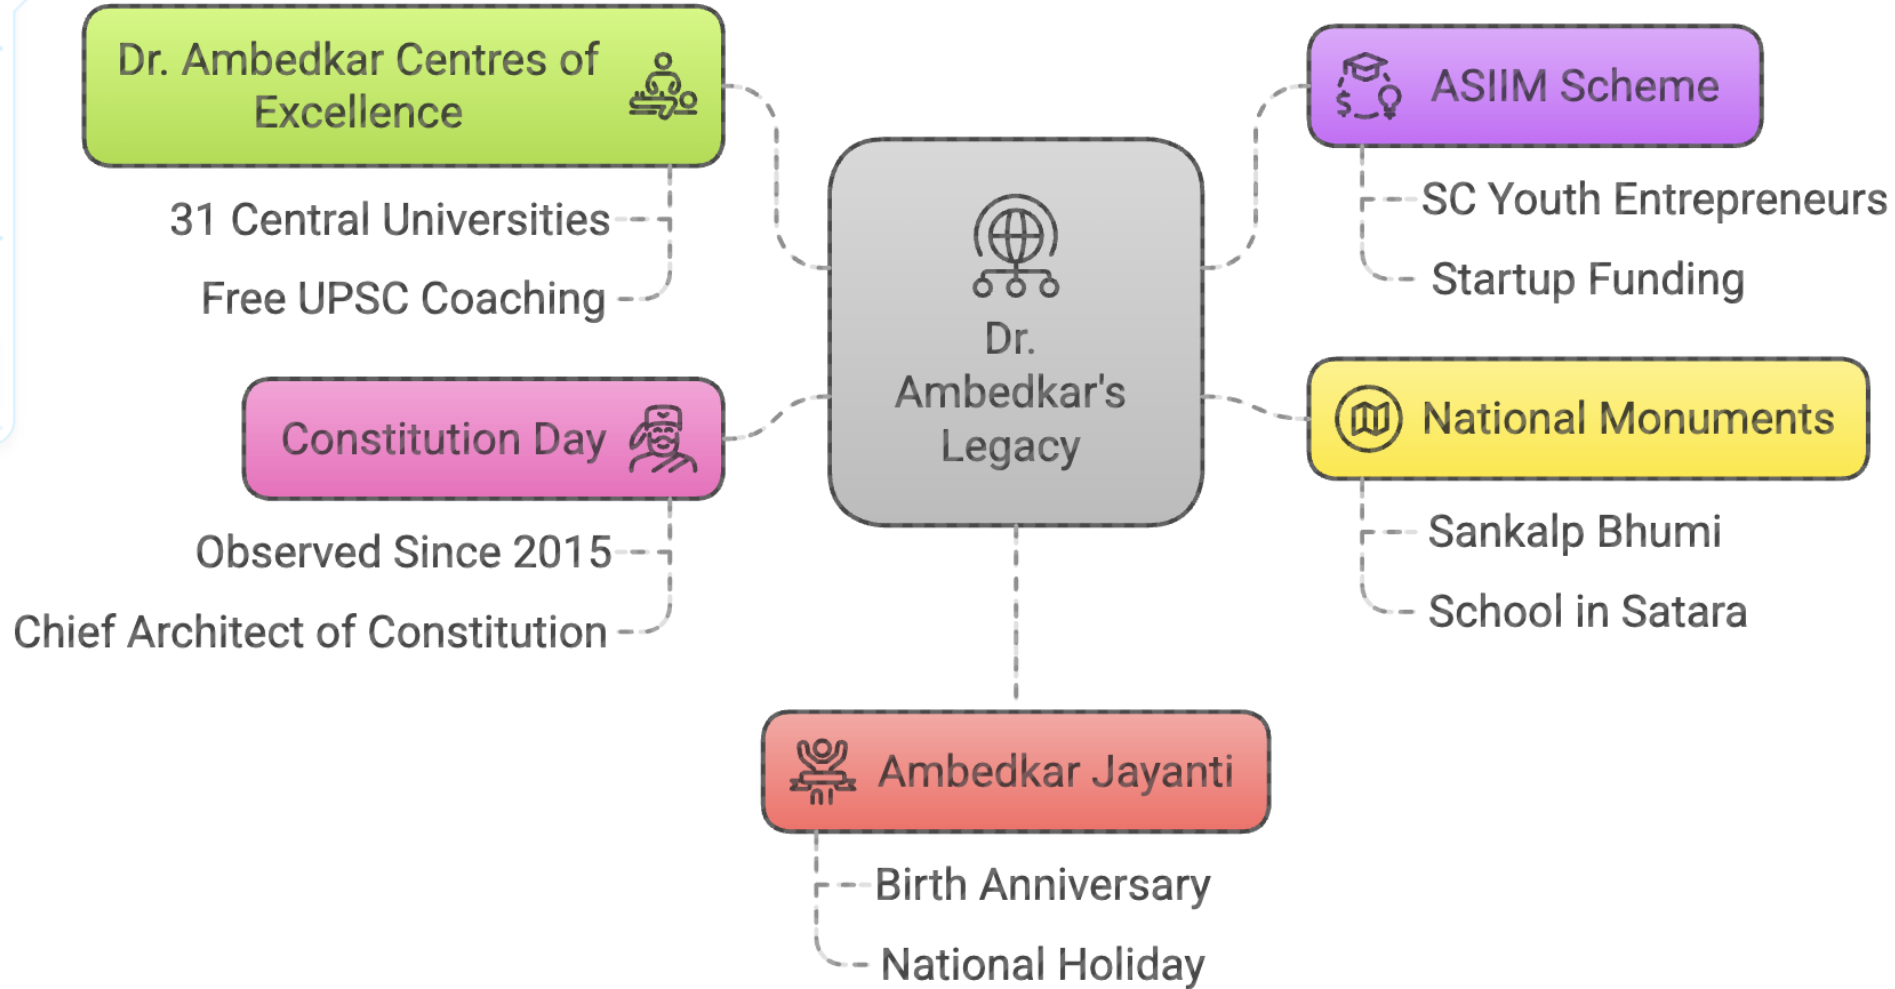 Dr. Ambedkar Centres of
Excellence
31 Central Universities
Free UPSC Coaching
Constitution Day
Observed Since 2015
Chief Architect of Constitution
Dr.
Ambedkar's
Legacy
ASIIM Scheme
SC Youth Entrepreneurs
Startup Funding
National Monuments
Sankalp Bhumi
School in Satara
Ambedkar Jayanti
Birth Anniversary
National Holiday